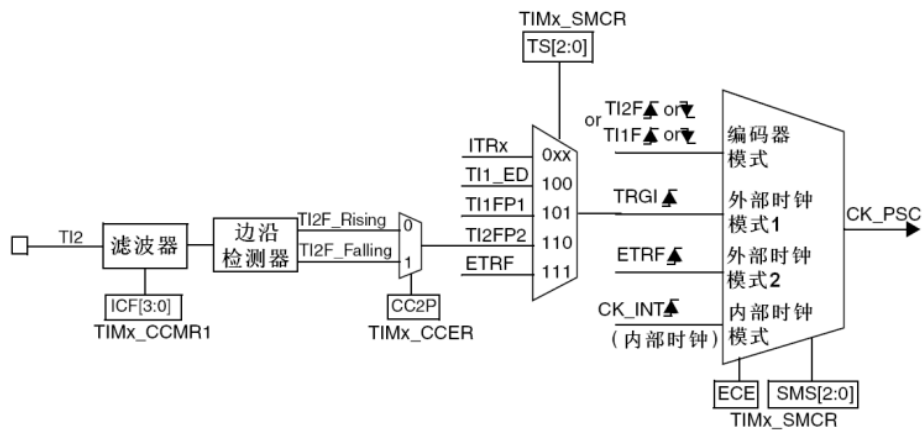 TIMx_SMCR
TS[2:0]
or TI2F or
TI1F or
编码器
模式
ITRx
0xx
TI1_ED
100
TI1FP1
101
TRGI
外部时钟
模式1
CK_PSC
TI2
滤波器
边沿
检测器
TI2F_Rising
0
TI2F_Falling
1
TI2FP2
110
ETRF
111
ETRF
外部时钟
模式2
ICF[3:0]
TIMx_CCMR1
CC2P
TIMx_CCER
CK_INT
(内部时钟)
内部时钟
模式
ECE
SMS[2:0]
TIMx_SMCR